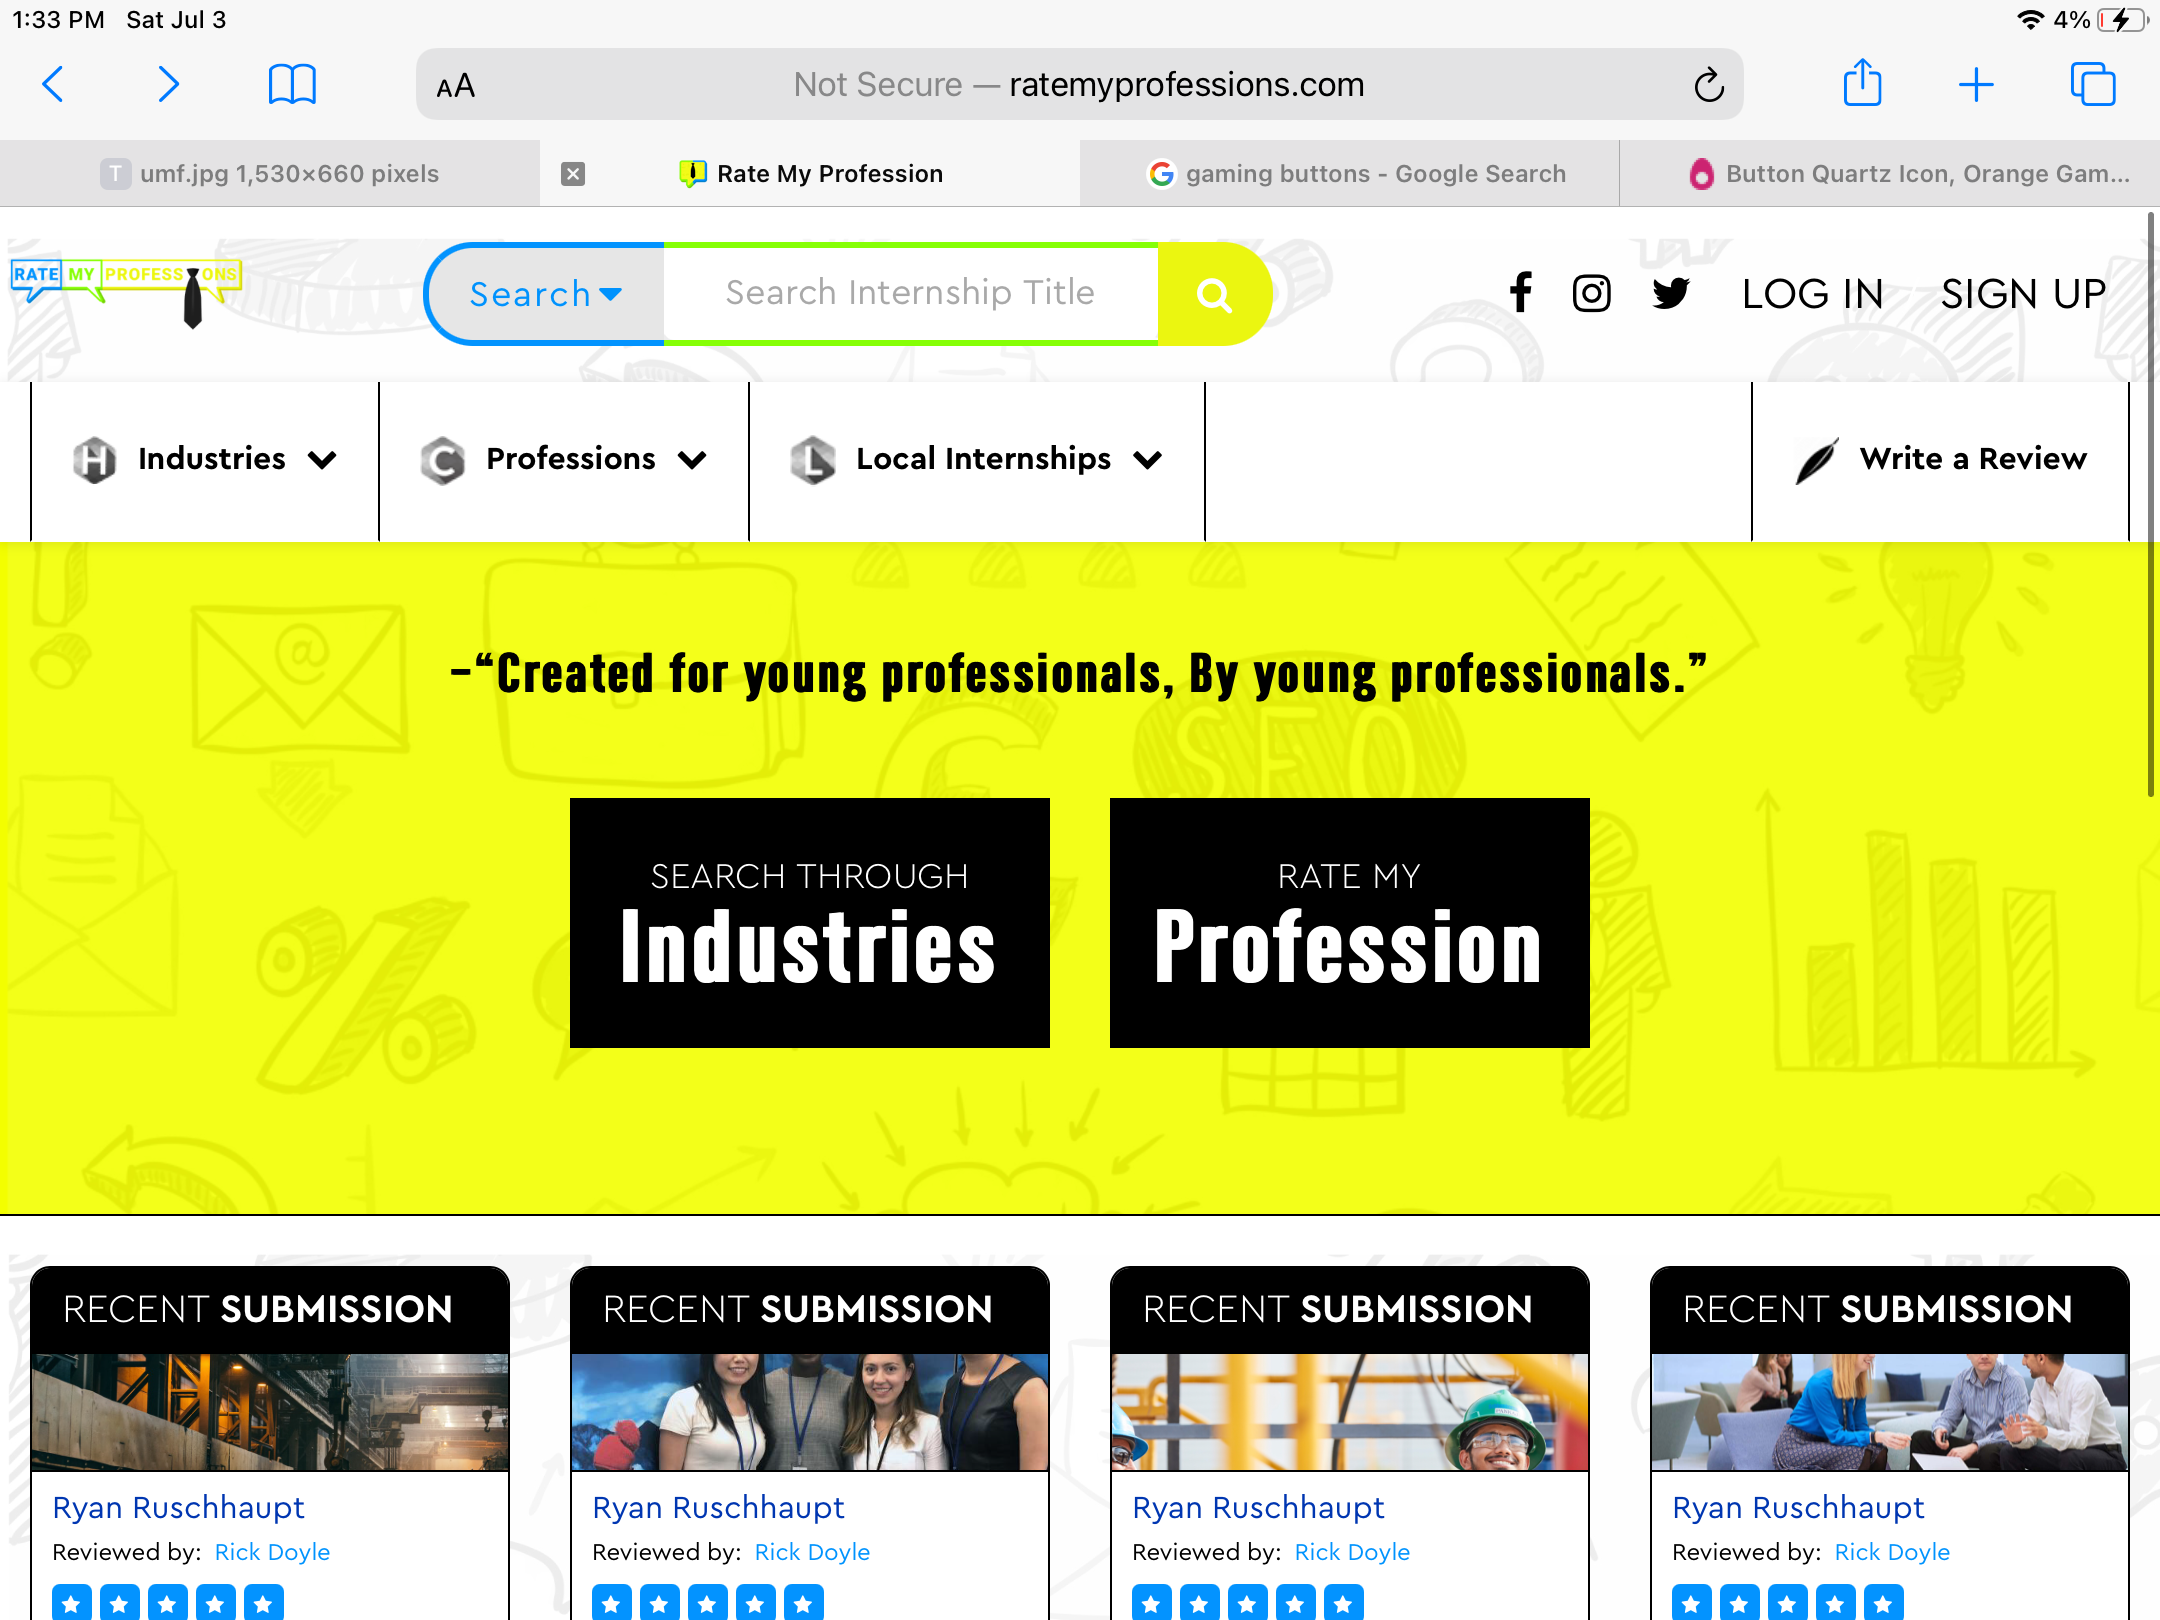 1:33 PM Sat Jul 3
4%
AA
Not Secure — ratemyprofessions.com
T umf.jpg 1,530×660 pixels
Rate My Profession
gaming buttons - Google Search
Button Quartz Icon, Orange Gam...
RATE MY PROFESSIONS
Search
Search Internship Title
LOG IN
SIGN UP
H Industries
C Professions
L Local Internships
Write a Review
@
–“Created for young professionals, By young professionals.”
SEO
SEARCH THROUGH
Industries
RATE MY
Profession
%
RECENT SUBMISSION
Ryan Ruschhaupt
Reviewed by: Rick Doyle
RECENT SUBMISSION
Ryan Ruschhaupt
Reviewed by: Rick Doyle
RECENT SUBMISSION
Ryan Ruschhaupt
Reviewed by: Rick Doyle
RECENT SUBMISSION
Ryan Ruschhaupt
Reviewed by: Rick Doyle